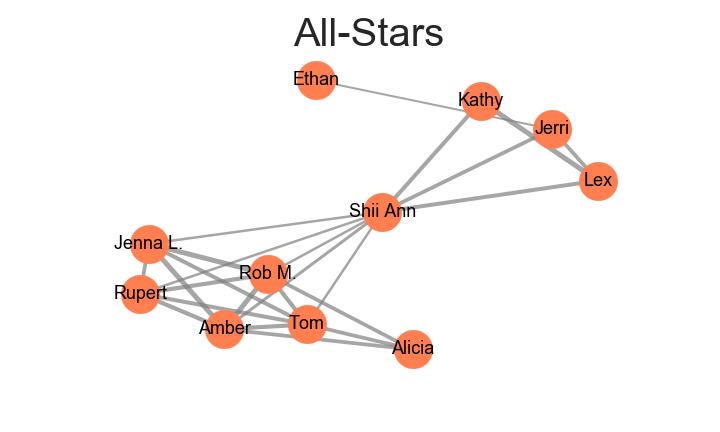 All-Stars
Ethan
Kathy
Jerri
Lex
Shii Ann
Jenna L.
Rob M.
Rupert
Amber
Tom
Alicia